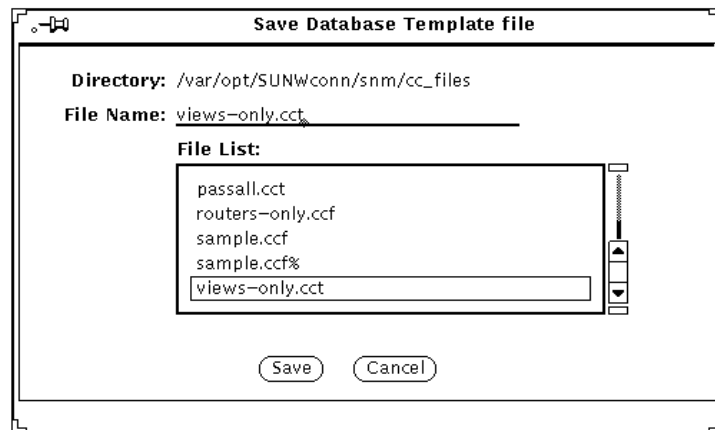 Save Database Template file
Directory: /var/opt/SUNWconn/snm/cc_files
File Name: views-only.cct
File List:
passall.cct
routers-only.ccf
sample.ccf
sample.ccf%
views-only.cct
Save Cancel